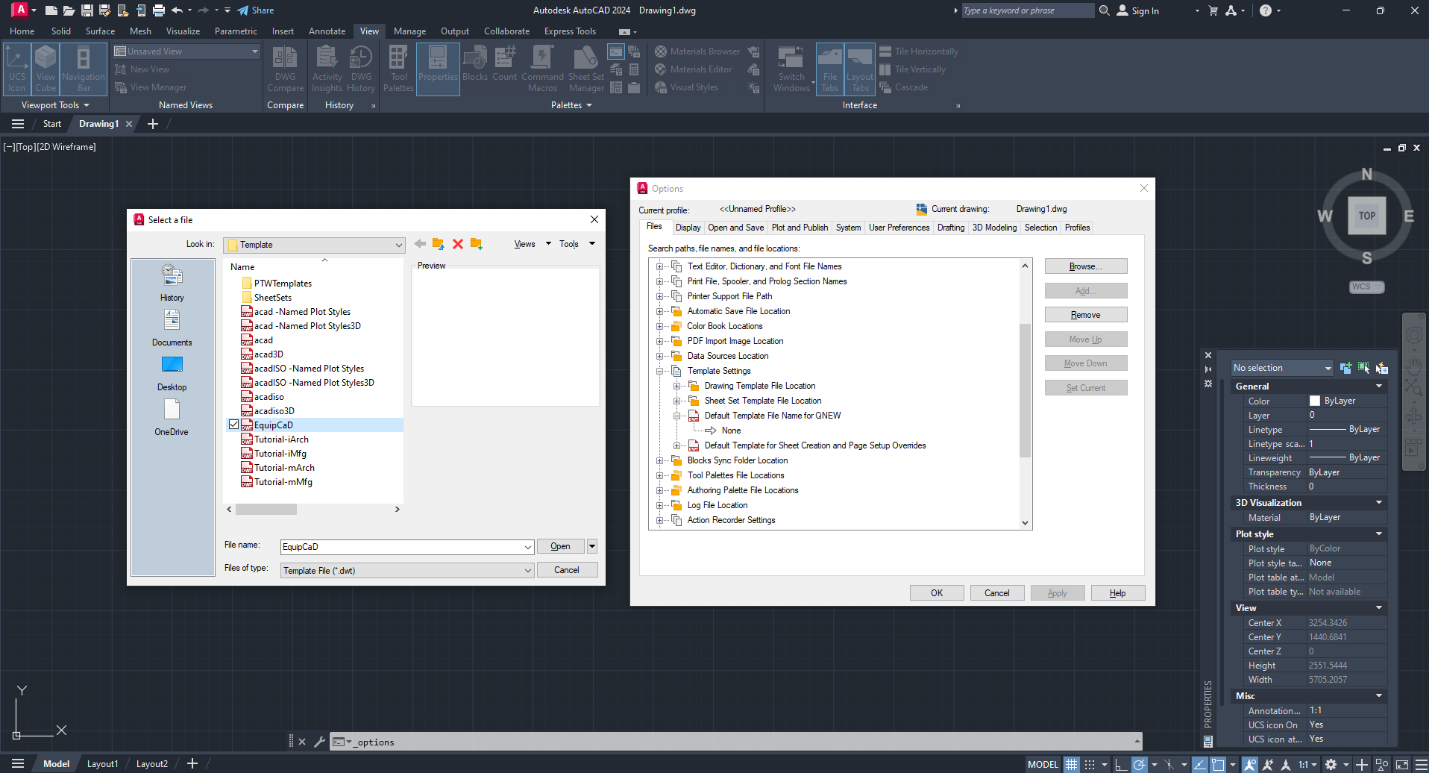 A Share Autodesk AutoCAD 2024 Drawing1.dwg Type a keyword or phrase Sign In
Home Solid Surface Mesh Visualize Parametric Insert Annotate View Manage Output Collaborate Express Tools
UCS Icon View Cube Navigation Bar
Unsaved View
New View
View Manager
DWG Compare Activity Insights DWG History Tool Palettes Properties Blocks Count Command Macros Sheet Set Manager
Materials Browser
Materials Editor
Visual Styles
Switch Windows File Tabs Layout Tabs
Tile Horizontally
Tile Vertically
Cascade
Viewport Tools Named Views Compare History Palettes Interface
Start Drawing1
[−][Top][2D Wireframe]
N
W TOP E
S
WCS
Select a file
Look in: Template Views Tools
History
Documents
Desktop
OneDrive
Name
PTWTemplates
SheetSets
acad -Named Plot Styles
acad -Named Plot Styles3D
acad
acad3D
acadISO -Named Plot Styles
acadISO -Named Plot Styles3D
acadiso
acadiso3D
EquipCaD
Tutorial-iArch
Tutorial-iMfg
Tutorial-mArch
Tutorial-mMfg
Preview
File name: EquipCaD Open
Files of type: Template File (*.dwt) Cancel
Options
Current profile: <<Unnamed Profile>> Current drawing: Drawing1.dwg
Files Display Open and Save Plot and Publish System User Preferences Drafting 3D Modeling Selection Profiles
Search paths, file names, and file locations:
Text Editor, Dictionary, and Font File Names
Print File, Spooler, and Prolog Section Names
Printer Support File Path
Automatic Save File Location
Color Book Locations
PDF Import Image Location
Data Sources Location
Template Settings
Drawing Template File Location
Sheet Set Template File Location
Default Template File Name for QNEW
None
Default Template for Sheet Creation and Page Setup Overrides
Blocks Sync Folder Location
Tool Palettes File Locations
Authoring Palette File Locations
Log File Location
Action Recorder Settings
Browse...
Add...
Remove
Move Up
Move Down
Set Current
OK Cancel Apply Help
No selection
General
Color ByLayer
Layer 0
Linetype ByLayer
Linetype sca... 1
Lineweight ByLayer
Transparency ByLayer
Thickness 0
3D Visualization
Material ByLayer
Plot style
Plot style ByColor
Plot style ta... None
Plot table at... Model
Plot table ty... Not available
View
Center X 3254.3426
Center Y 1440.6841
Center Z 0
Height 2551.5444
Width 5705.2057
Misc
Annotation... 1:1
UCS icon On Yes
UCS icon at... Yes
PROPERTIES
Y
X
_options
Model Layout1 Layout2 MODEL 1:1